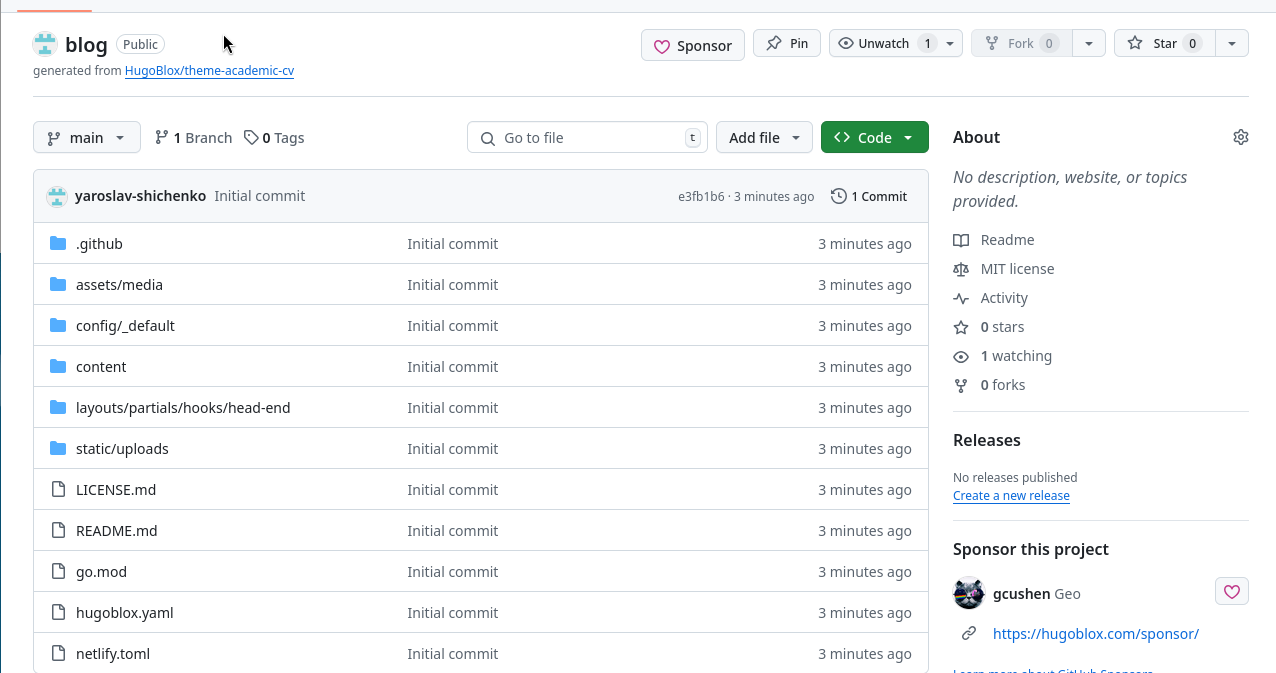 blog Public
Sponsor Pin Unwatch 1 Fork 0 Star 0
generated from HugoBlox/theme-academic-cv
main 1 Branch 0 Tags Go to file t Add file Code
yaroslav-shichenko Initial commit e3fb1b6 · 3 minutes ago 1 Commit
.github Initial commit 3 minutes ago
assets/media Initial commit 3 minutes ago
config/_default Initial commit 3 minutes ago
content Initial commit 3 minutes ago
layouts/partials/hooks/head-end Initial commit 3 minutes ago
static/uploads Initial commit 3 minutes ago
LICENSE.md Initial commit 3 minutes ago
README.md Initial commit 3 minutes ago
go.mod Initial commit 3 minutes ago
hugoblox.yaml Initial commit 3 minutes ago
netlify.toml Initial commit 3 minutes ago
About
No description, website, or topics
provided.
Readme
MIT license
Activity
0 stars
1 watching
0 forks
Releases
No releases published
Create a new release
Sponsor this project
gcushen Geo
https://hugoblox.com/sponsor/
Learn more about GitHub Sponsors